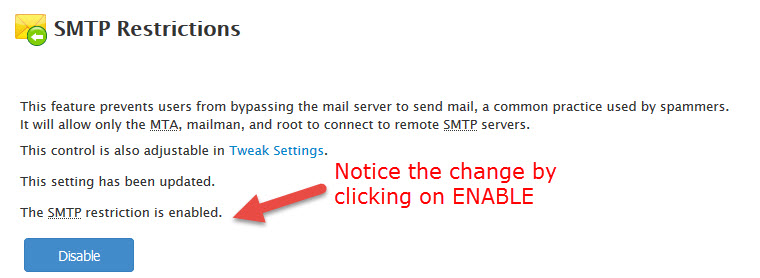 SMTP Restrictions
This feature prevents users from bypassing the mail server to send mail, a common practice used by spammers.
It will allow only the MTA, mailman, and root to connect to remote SMTP servers.
This control is also adjustable in Tweak Settings.
This setting has been updated.
Notice the change by
clicking on ENABLE
The SMTP restriction is enabled.
Disable